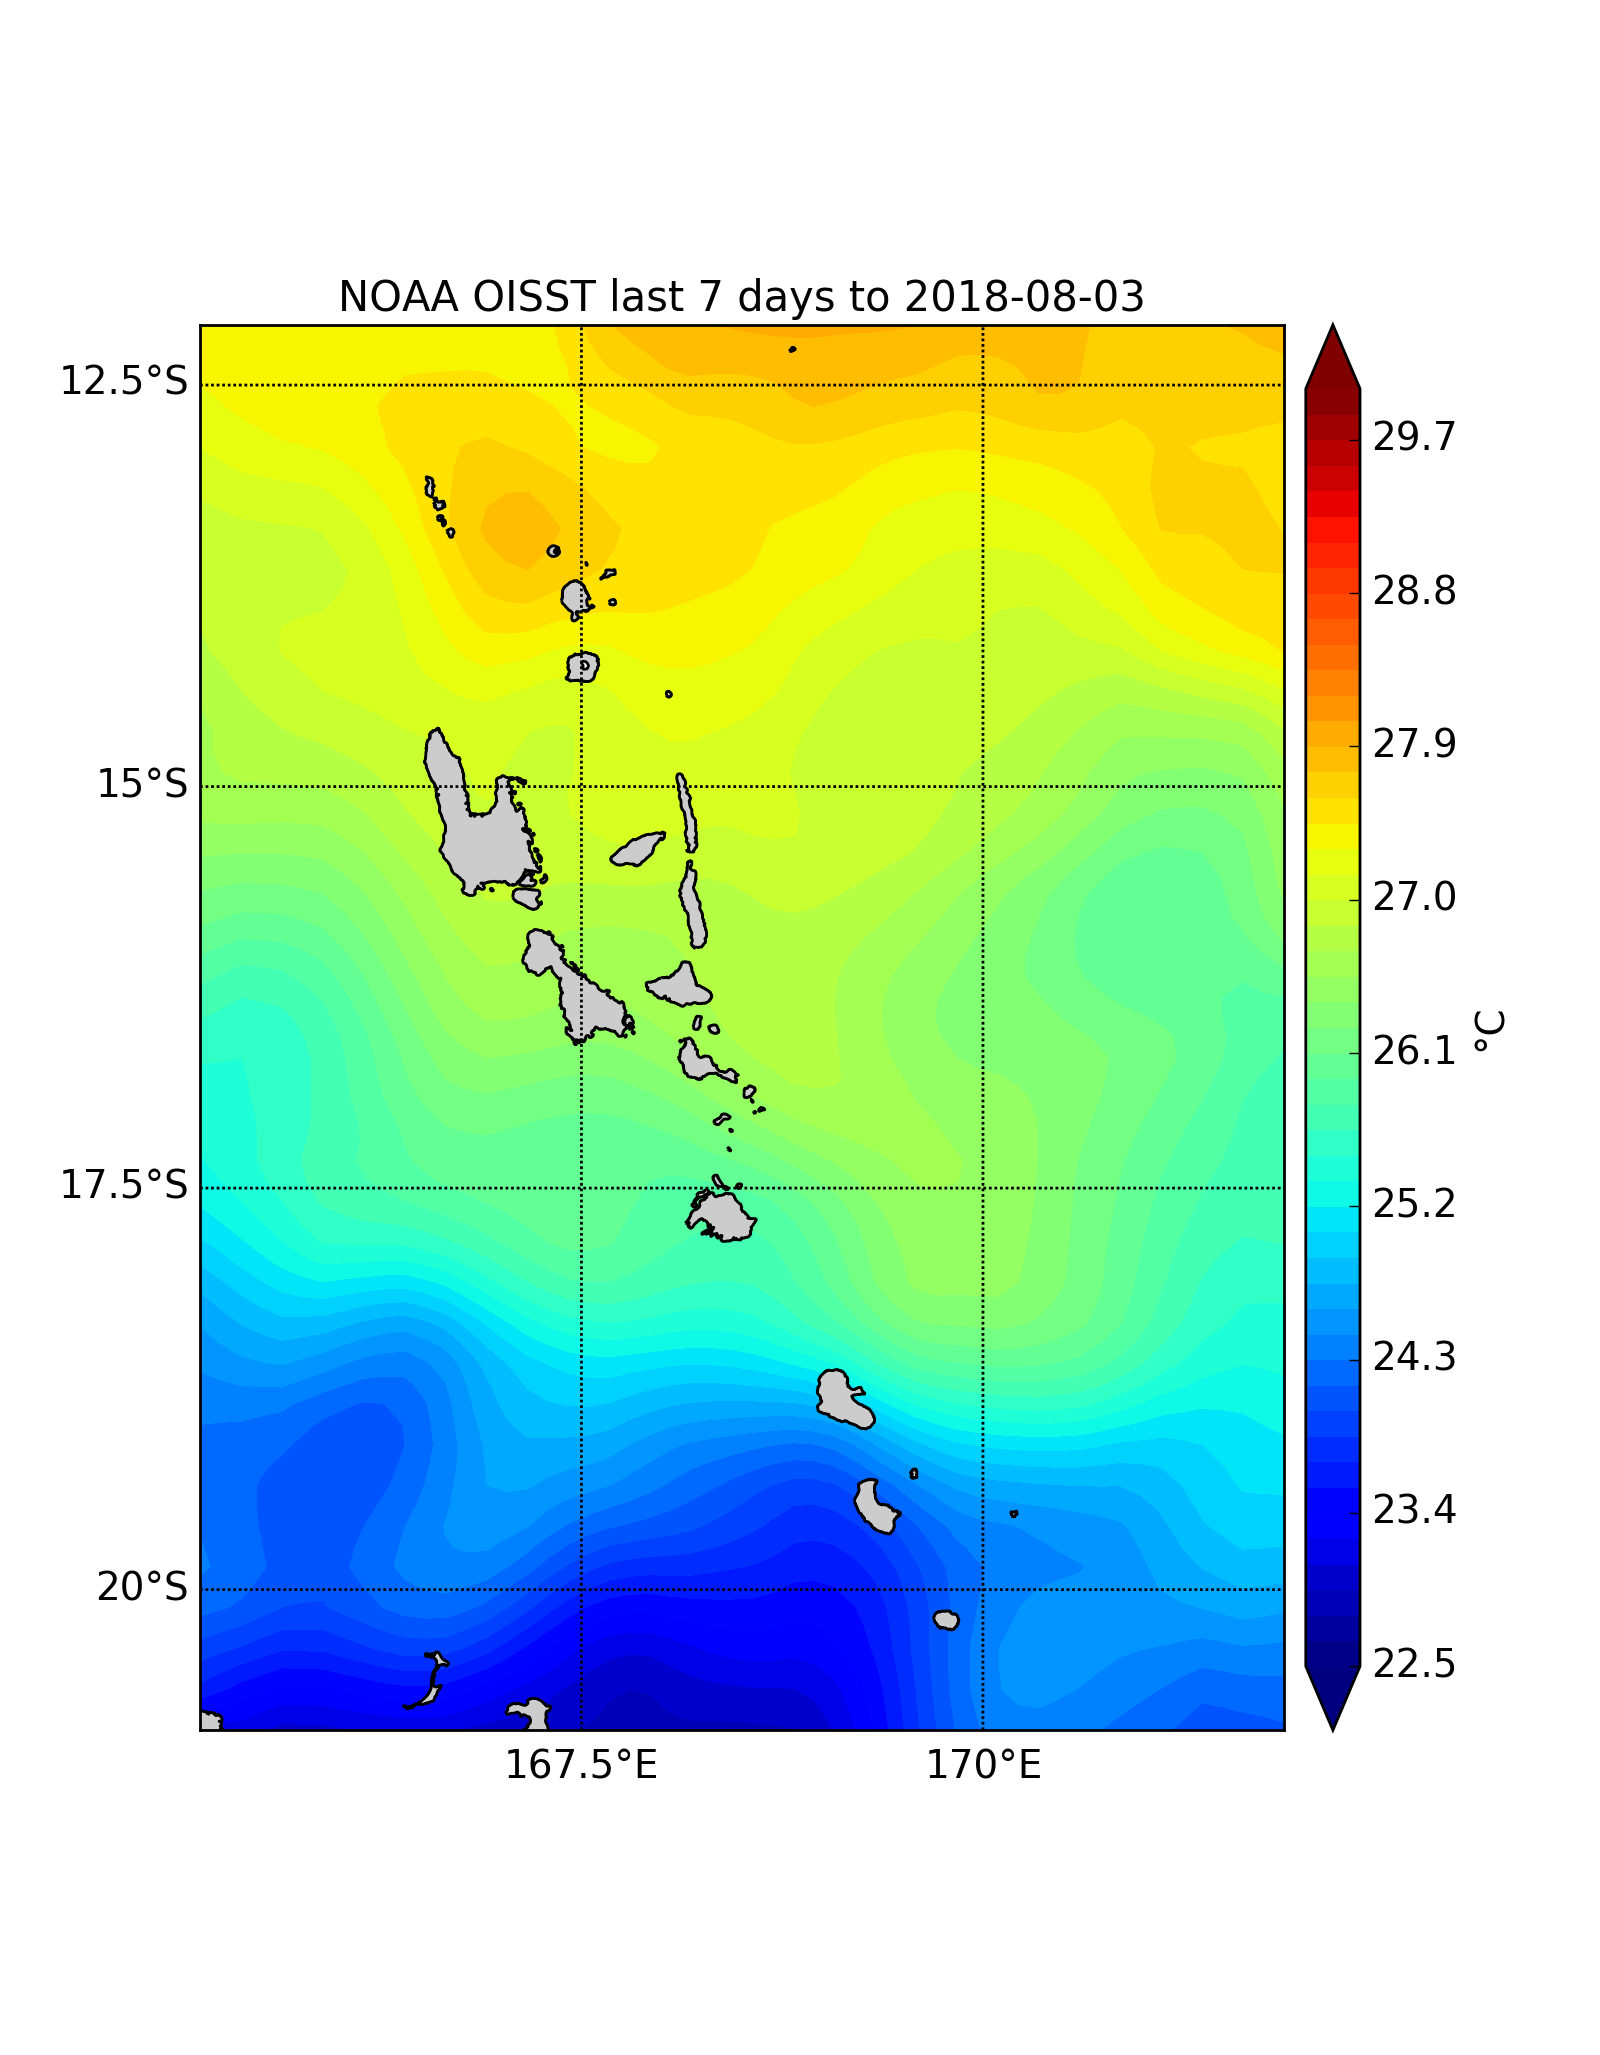 NOAA OISST last 7 days to 2018-08-03
12.5°S
15°S
17.5°S
20°S
167.5°E
170°E
29.7
28.8
27.9
27.0
26.1
25.2
24.3
23.4
22.5
°C